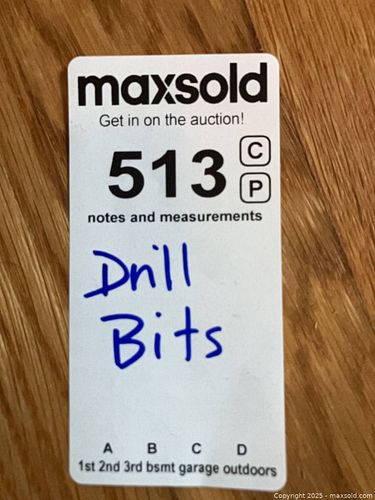 maxsold
Get in on the auction!
513
C
P
notes and measurements
Drill
Bits
A B C D
1st 2nd 3rd bsmt garage outdoors
Copyright 2025 - maxsold.com